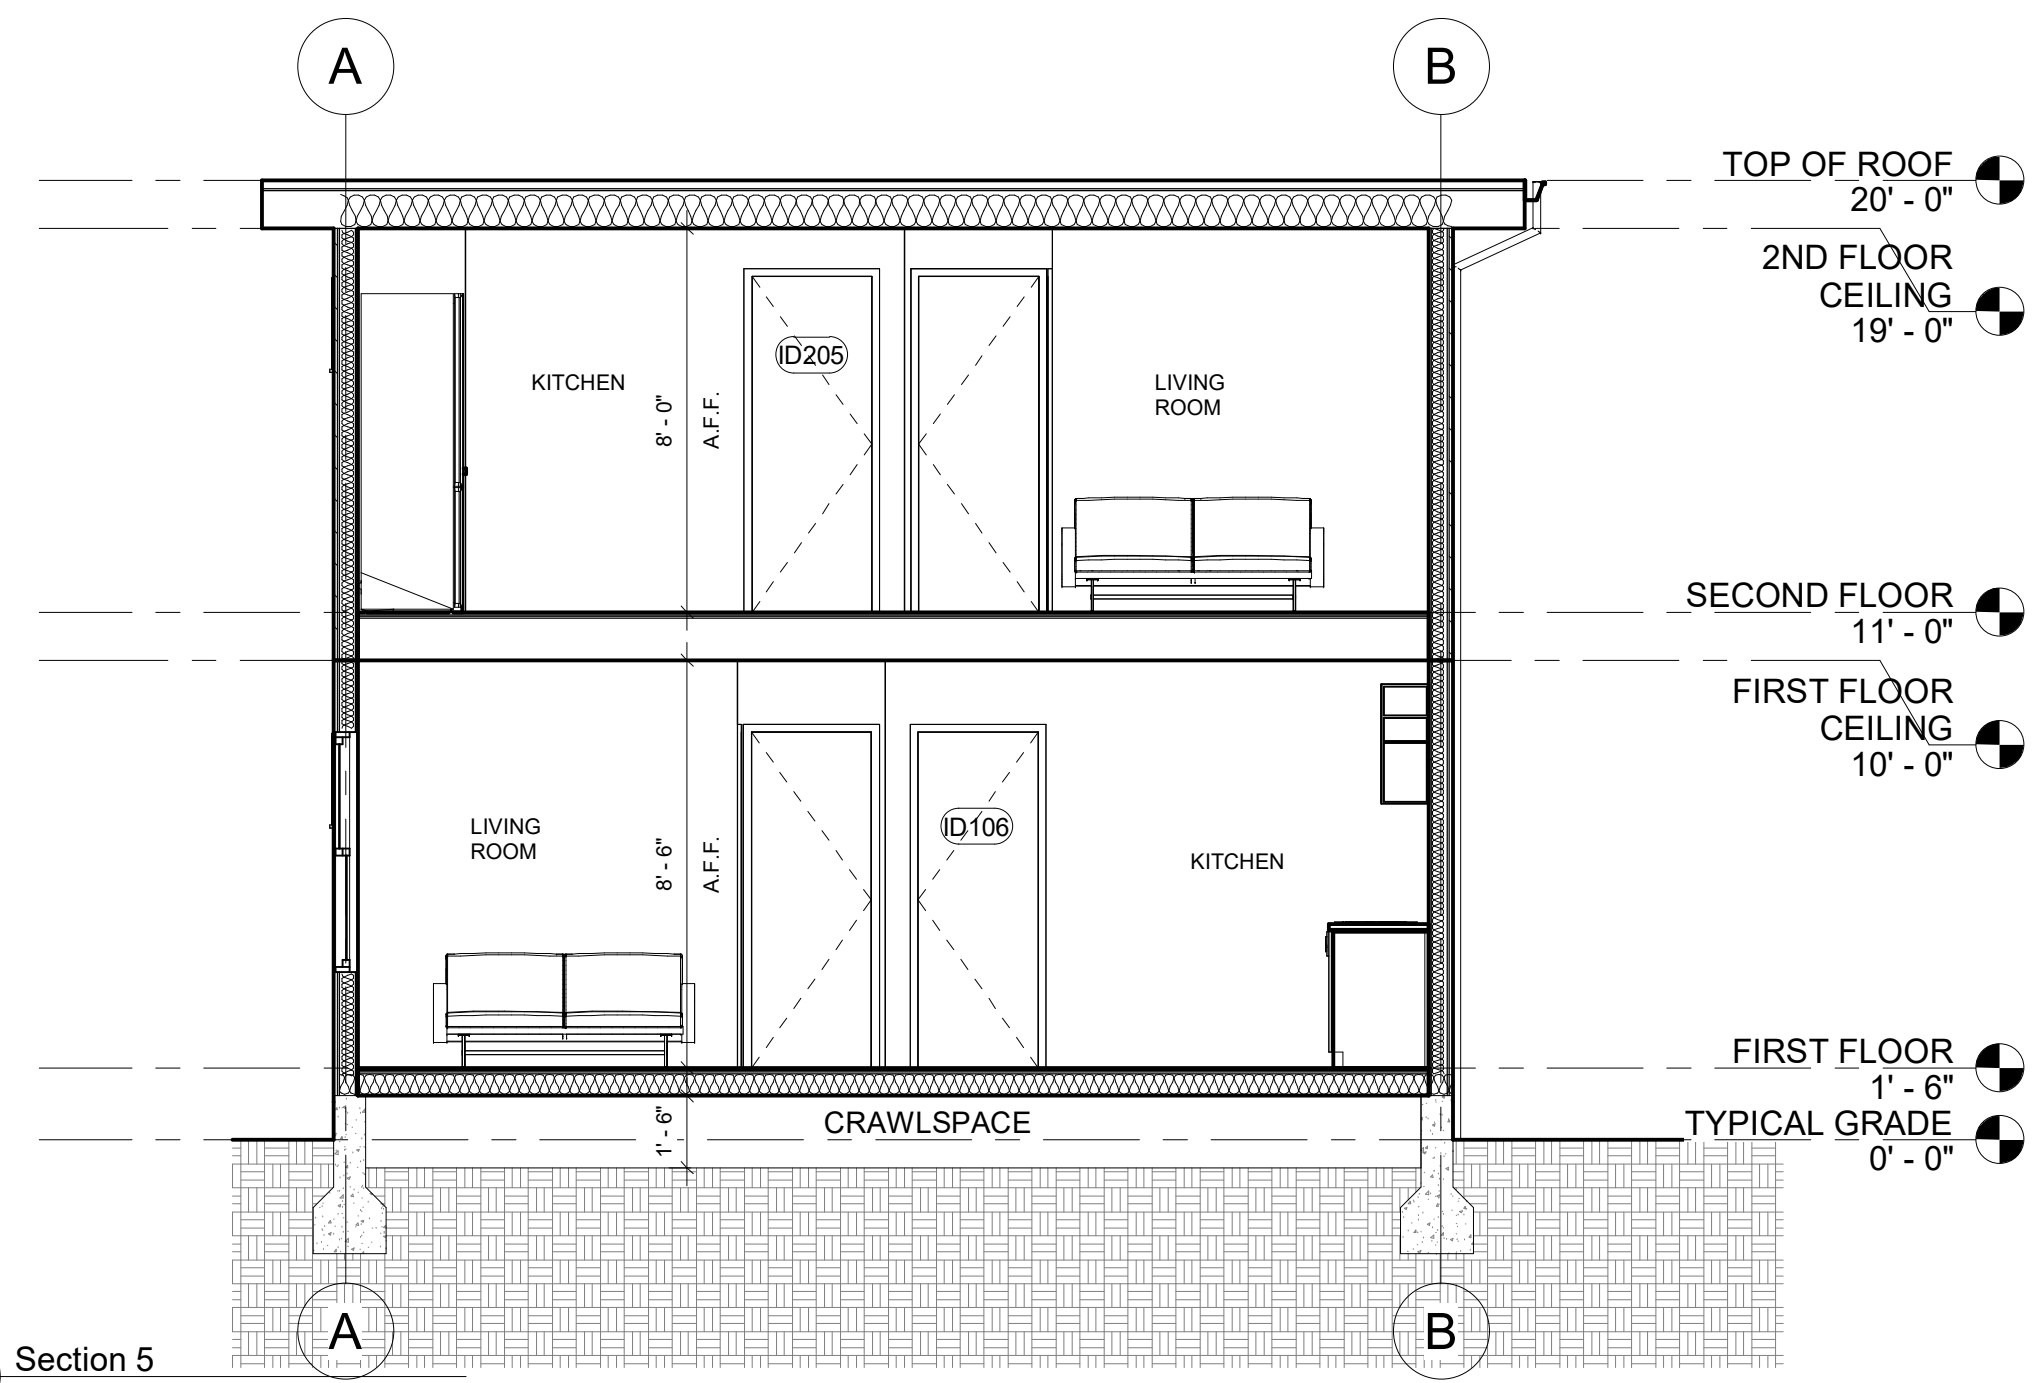 A
B
TOP OF ROOF
20' - 0"
2ND FLOOR
CEILING
19' - 0"
ID205
KITCHEN
8' - 0"
A.F.F.
LIVING
ROOM
SECOND FLOOR
11' - 0"
FIRST FLOOR
CEILING
10' - 0"
LIVING
ROOM
8' - 6"
A.F.F.
ID106
KITCHEN
FIRST FLOOR
1' - 6"
1' - 6"
CRAWLSPACE
TYPICAL GRADE
0' - 0"
A
B
Section 5